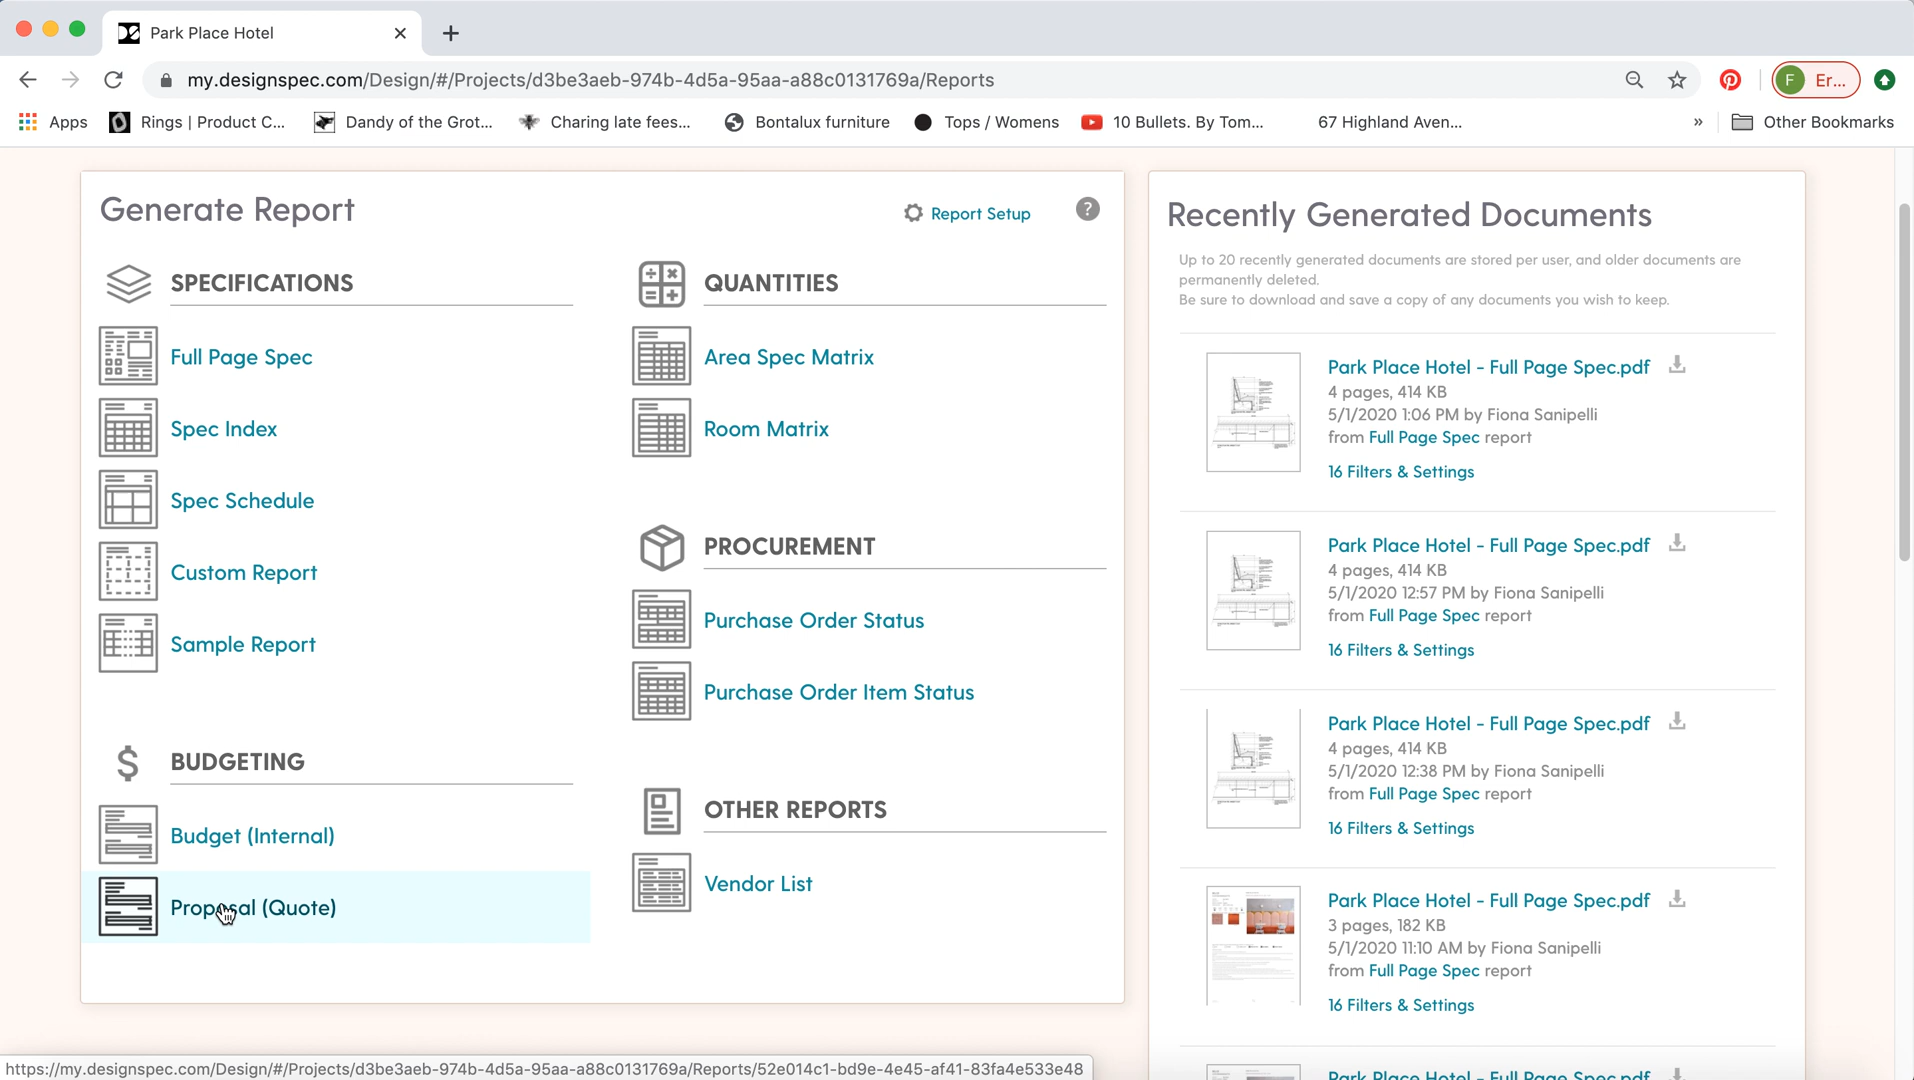 Park Place Hotel
my.designspec.com/Design/#/Projects/d3be3aeb-974b-4d5a-95aa-a88c0131769a/Reports
F Er...
Apps Rings | Product C... Dandy of the Grot... Charing late fees... Bontalux furniture Tops / Womens 10 Bullets. By Tom... 67 Highland Aven... » Other Bookmarks
Generate Report
Report Setup
?
SPECIFICATIONS
Full Page Spec
Spec Index
Spec Schedule
Custom Report
Sample Report
$ BUDGETING
Budget (Internal)
Proposal (Quote)
QUANTITIES
Area Spec Matrix
Room Matrix
PROCUREMENT
Purchase Order Status
Purchase Order Item Status
OTHER REPORTS
Vendor List
Recently Generated Documents
Up to 20 recently generated documents are stored per user, and older documents are
permanently deleted.
Be sure to download and save a copy of any documents you wish to keep.
Park Place Hotel - Full Page Spec.pdf
4 pages, 414 KB
5/1/2020 1:06 PM by Fiona Sanipelli
from Full Page Spec report
16 Filters & Settings
Park Place Hotel - Full Page Spec.pdf
4 pages, 414 KB
5/1/2020 12:57 PM by Fiona Sanipelli
from Full Page Spec report
16 Filters & Settings
Park Place Hotel - Full Page Spec.pdf
4 pages, 414 KB
5/1/2020 12:38 PM by Fiona Sanipelli
from Full Page Spec report
16 Filters & Settings
Park Place Hotel - Full Page Spec.pdf
3 pages, 182 KB
5/1/2020 11:10 AM by Fiona Sanipelli
from Full Page Spec report
16 Filters & Settings
Park Place Hotel - Full Page Spec.pdf
https://my.designspec.com/Design/#/Projects/d3be3aeb-974b-4d5a-95aa-a88c0131769a/Reports/52e014c1-bd9e-4e45-af41-83fa4e533e48